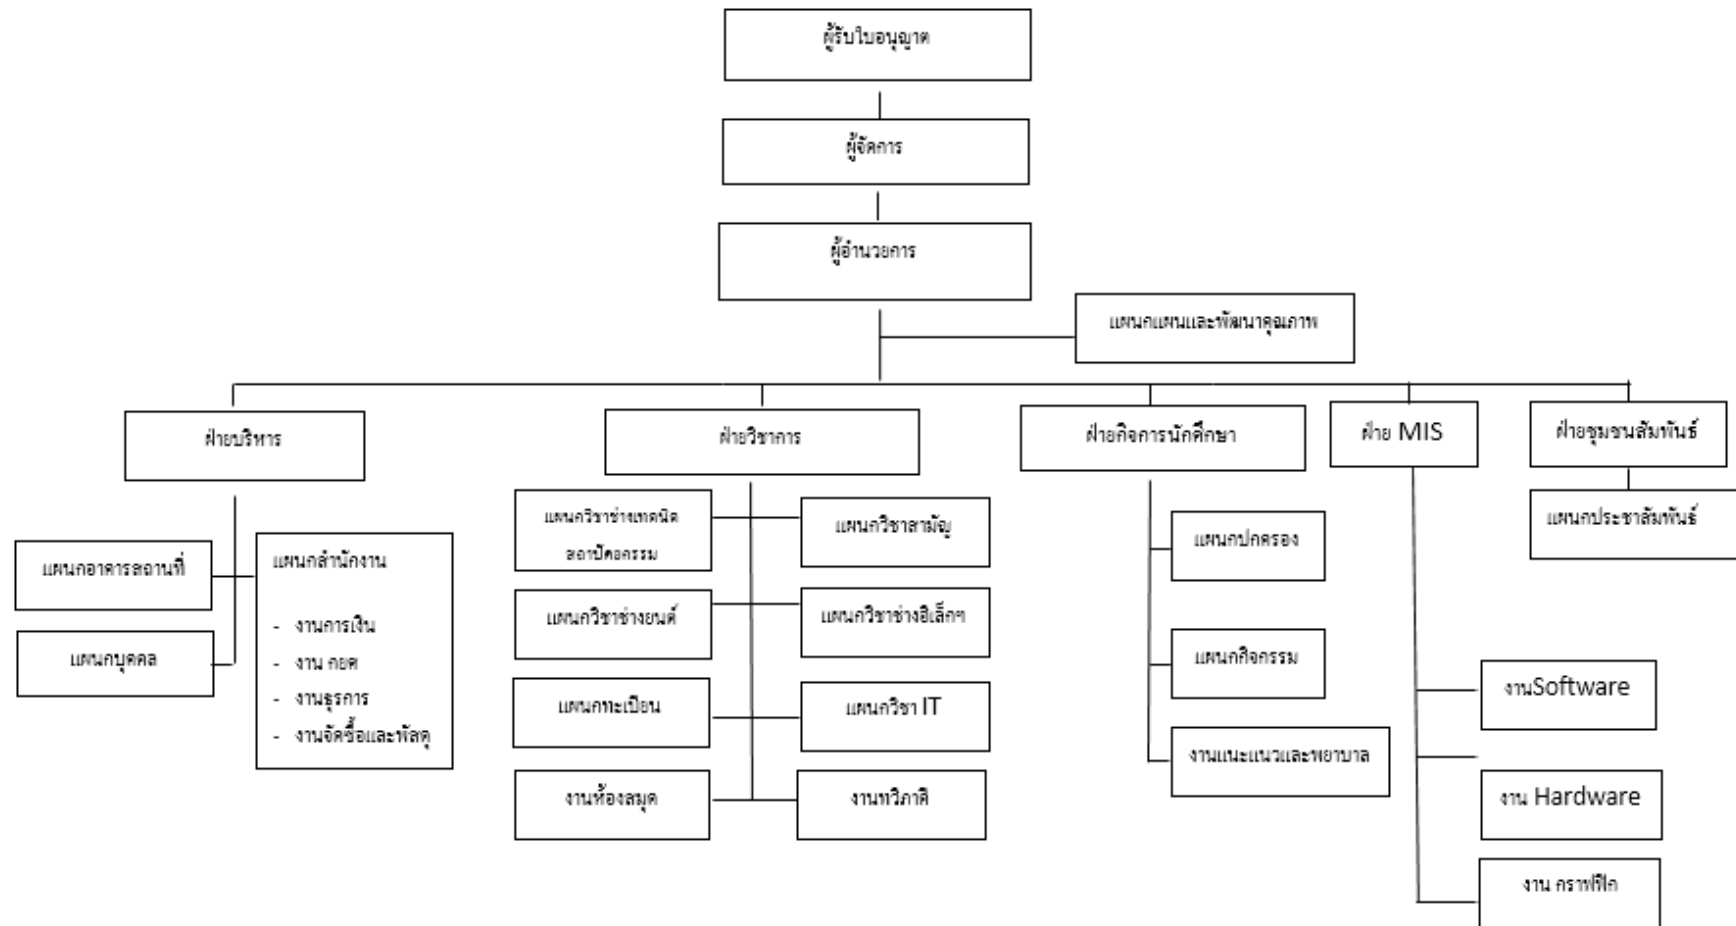 ผู้รับใบอนุญาต
ผู้จัดการ
ผู้อำนวยการ
แผนกแผนและพัฒนาคุณภาพ
ฝ่ายบริหาร
ฝ่ายวิชาการ
ฝ่ายกิจการนักศึกษา
ฝ่าย MIS
ฝ่ายชุมชนสัมพันธ์
แผนกอาคารสถานที่
แผนกบุคคล
แผนกสำนักงาน
- งานการเงิน
- งาน กยศ
- งานธุรการ
- งานจัดซื้อและพัสดุ
แผนกวิชาช่างเทคนิค
สถาปัตยกรรม
แผนกวิชาสามัญ
แผนกวิชาช่างยนต์
แผนกวิชาช่างอิเล็กฯ
แผนกทะเบียน
แผนกวิชา IT
งานห้องสมุด
งานทวิภาคี
แผนกปกครอง
แผนกกิจกรรม
งานแนะแนวและพยาบาล
งานSoftware
งาน Hardware
งาน กราฟฟิก
แผนกประชาสัมพันธ์